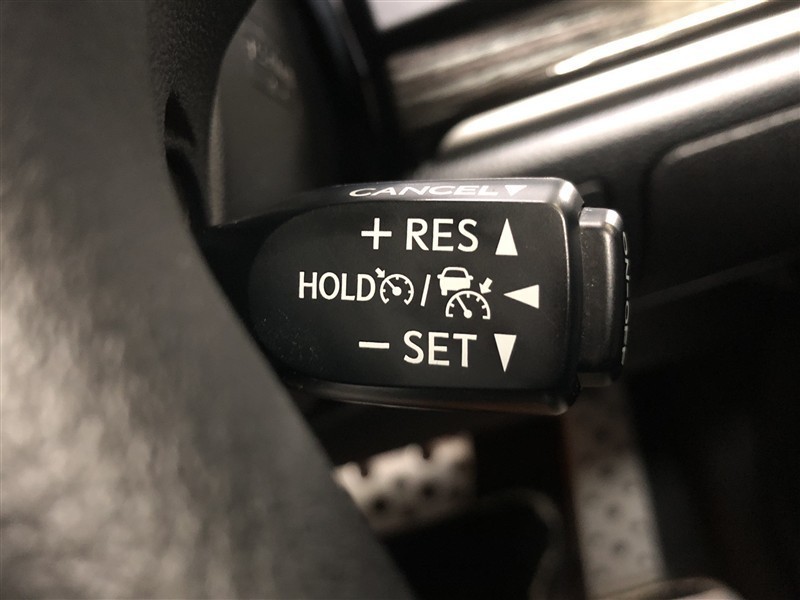 CANCEL▼
+ RES ▲
HOLD / ◀
− SET ▼